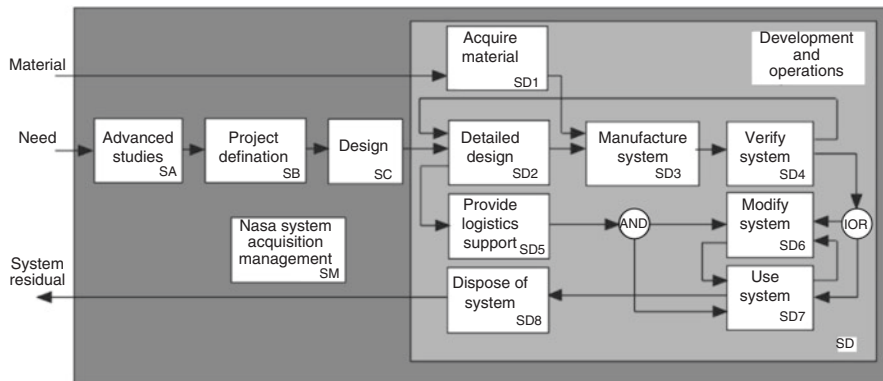 Material
Acquire
material
SD1
Development
and
operations
Need
Advanced
studies
SA
Project
defination
SB
Design
SC
Detailed
design
SD2
Manufacture
system
SD3
Verify
system
SD4
Nasa system
acquisition
management
SM
Provide
logistics
support
SD5
AND
Modify
system
SD6
IOR
System
residual
Dispose of
system
SD8
Use
system
SD7
SD